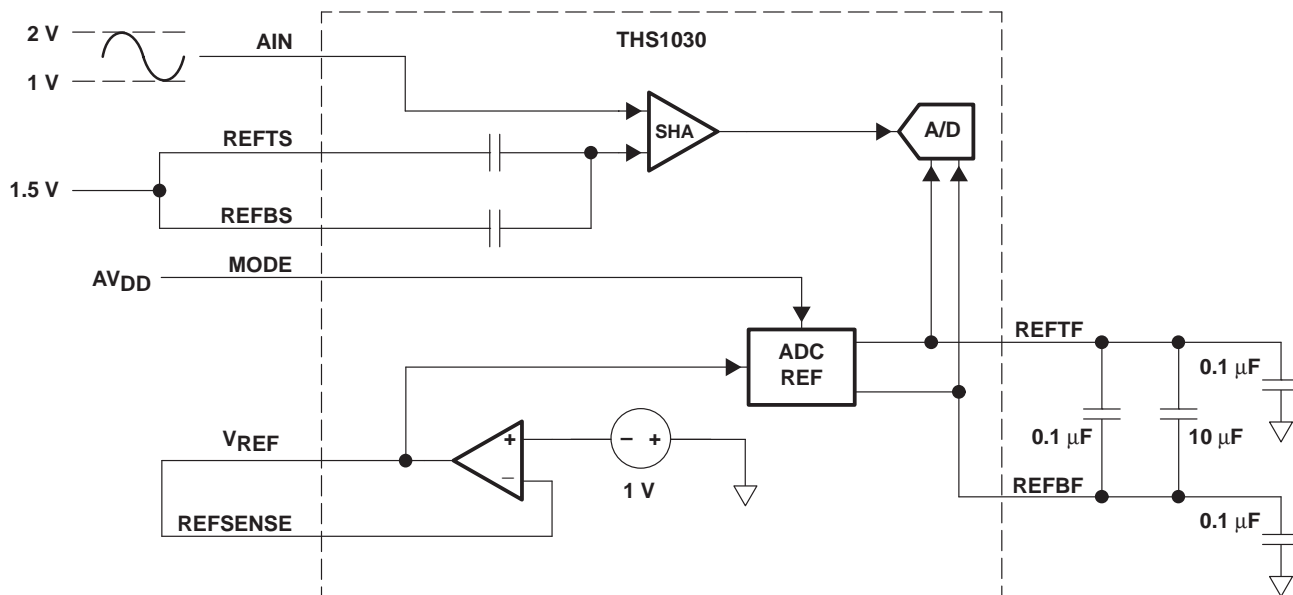 THS1030
2 V
AIN
1 V
SHA
A/D
REFTS
1.5 V
REFBS
MODE
AVDD
ADC
REF
REFTF
0.1 μF
0.1 μF
10 μF
VREF
+
−
− +
1 V
REFBF
REFSENSE
0.1 μF